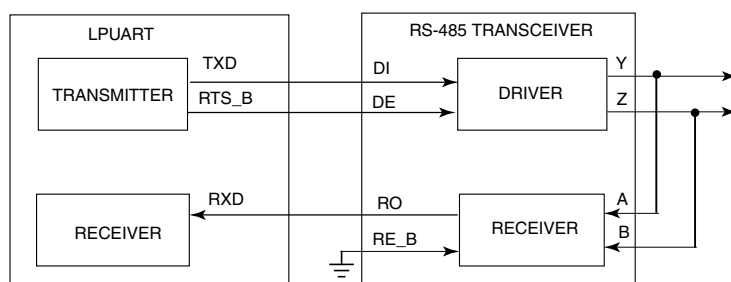 LPUART
RS-485 TRANSCEIVER
TXD
DI
Y
TRANSMITTER
DRIVER
RTS_B
DE
Z
RXD
RO
A
RECEIVER
RECEIVER
RE_B
B